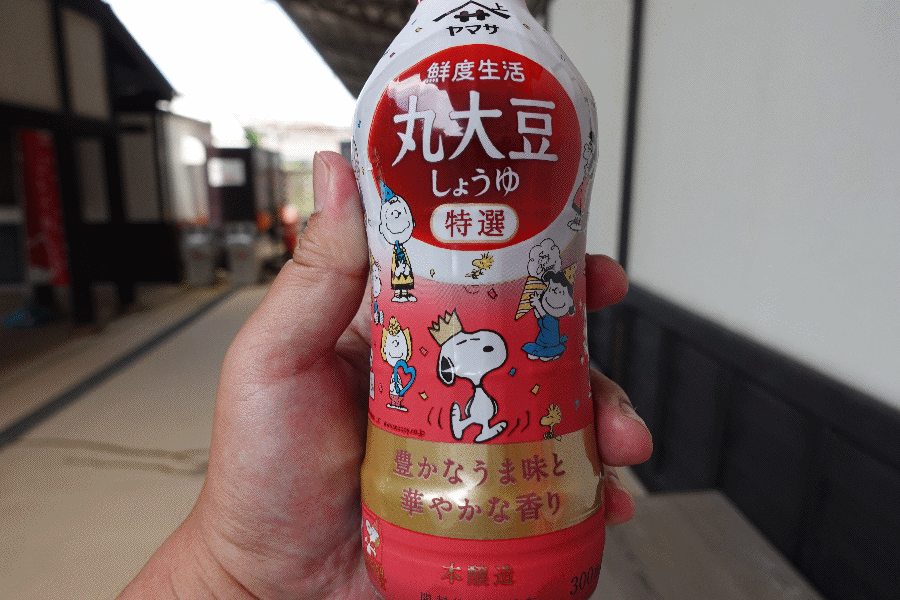 上
ヤマサ
鮮度生活
丸大豆
しょうゆ
特選
豊かなうま味と
華やかな香り
本醸造